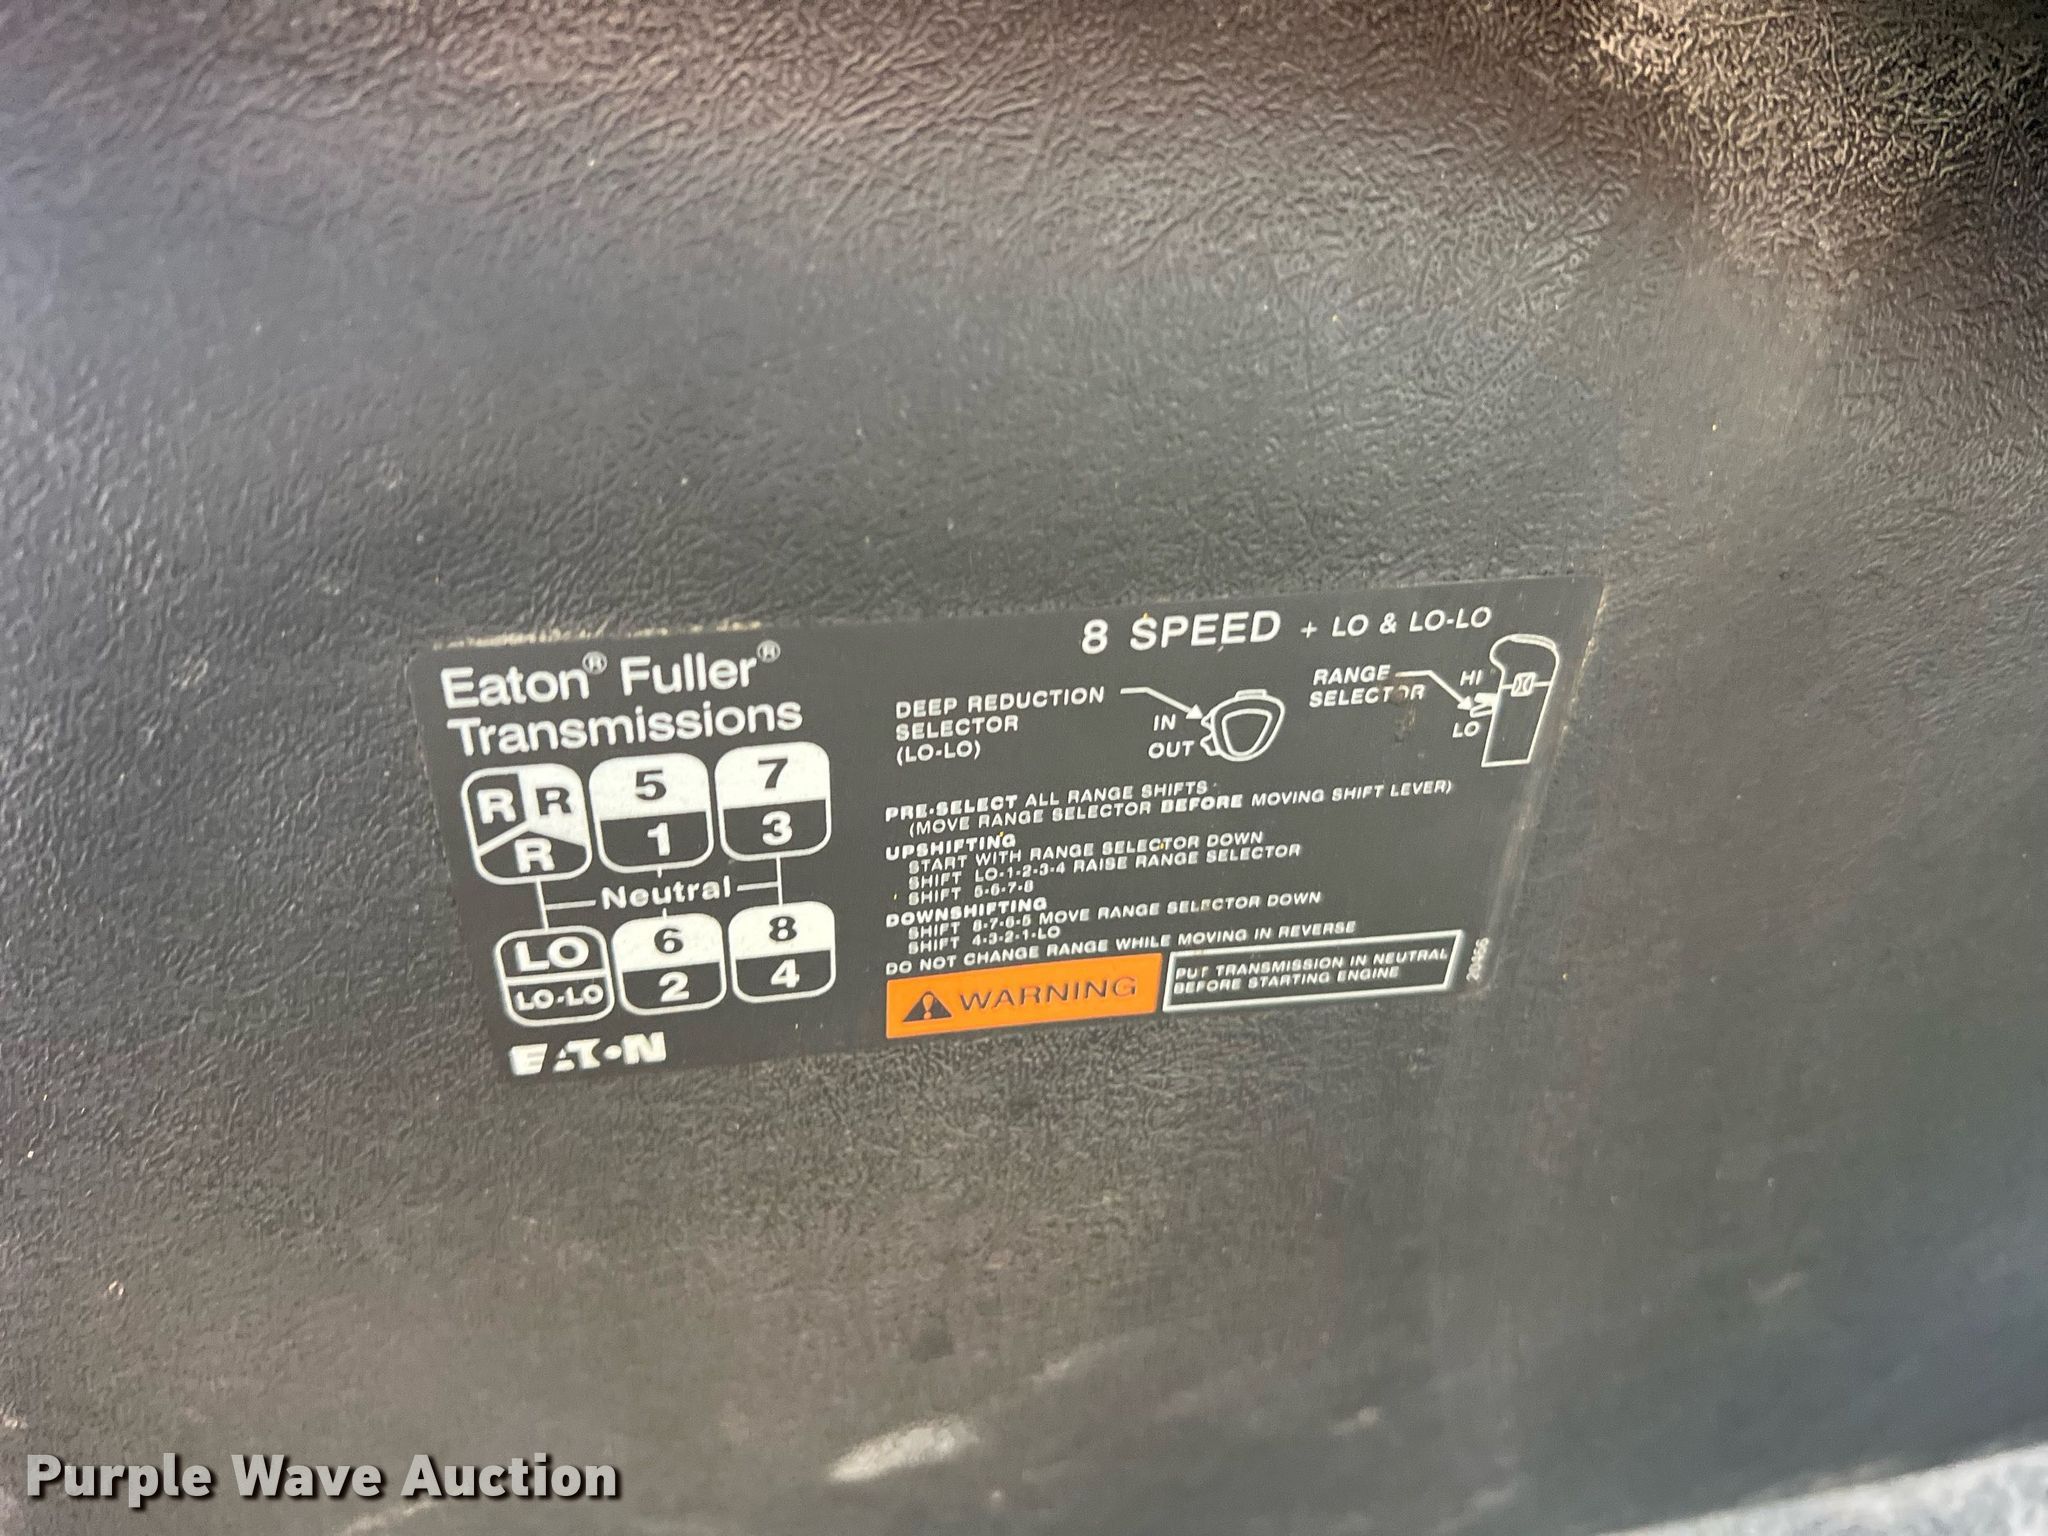 Eaton® Fuller®
Transmissions
R R
R
5
1
7
3
Neutral
LO
LO-LO
6
2
8
4
EATON
8 SPEED + LO & LO-LO
DEEP REDUCTION
SELECTOR
(LO-LO)
IN
OUT
RANGE
SELECTOR
HI
LO
PRE-SELECT ALL RANGE SHIFTS
(MOVE RANGE SELECTOR BEFORE MOVING SHIFT LEVER)
UPSHIFTING
START WITH RANGE SELECTOR DOWN
SHIFT LO-1-2-3-4 RAISE RANGE SELECTOR
SHIFT 5-6-7-8
DOWNSHIFTING
SHIFT 8-7-6-5 MOVE RANGE SELECTOR DOWN
SHIFT 4-3-2-1-LO
DO NOT CHANGE RANGE WHILE MOVING IN REVERSE
WARNING
PUT TRANSMISSION IN NEUTRAL
BEFORE STARTING ENGINE
Purple Wave Auction